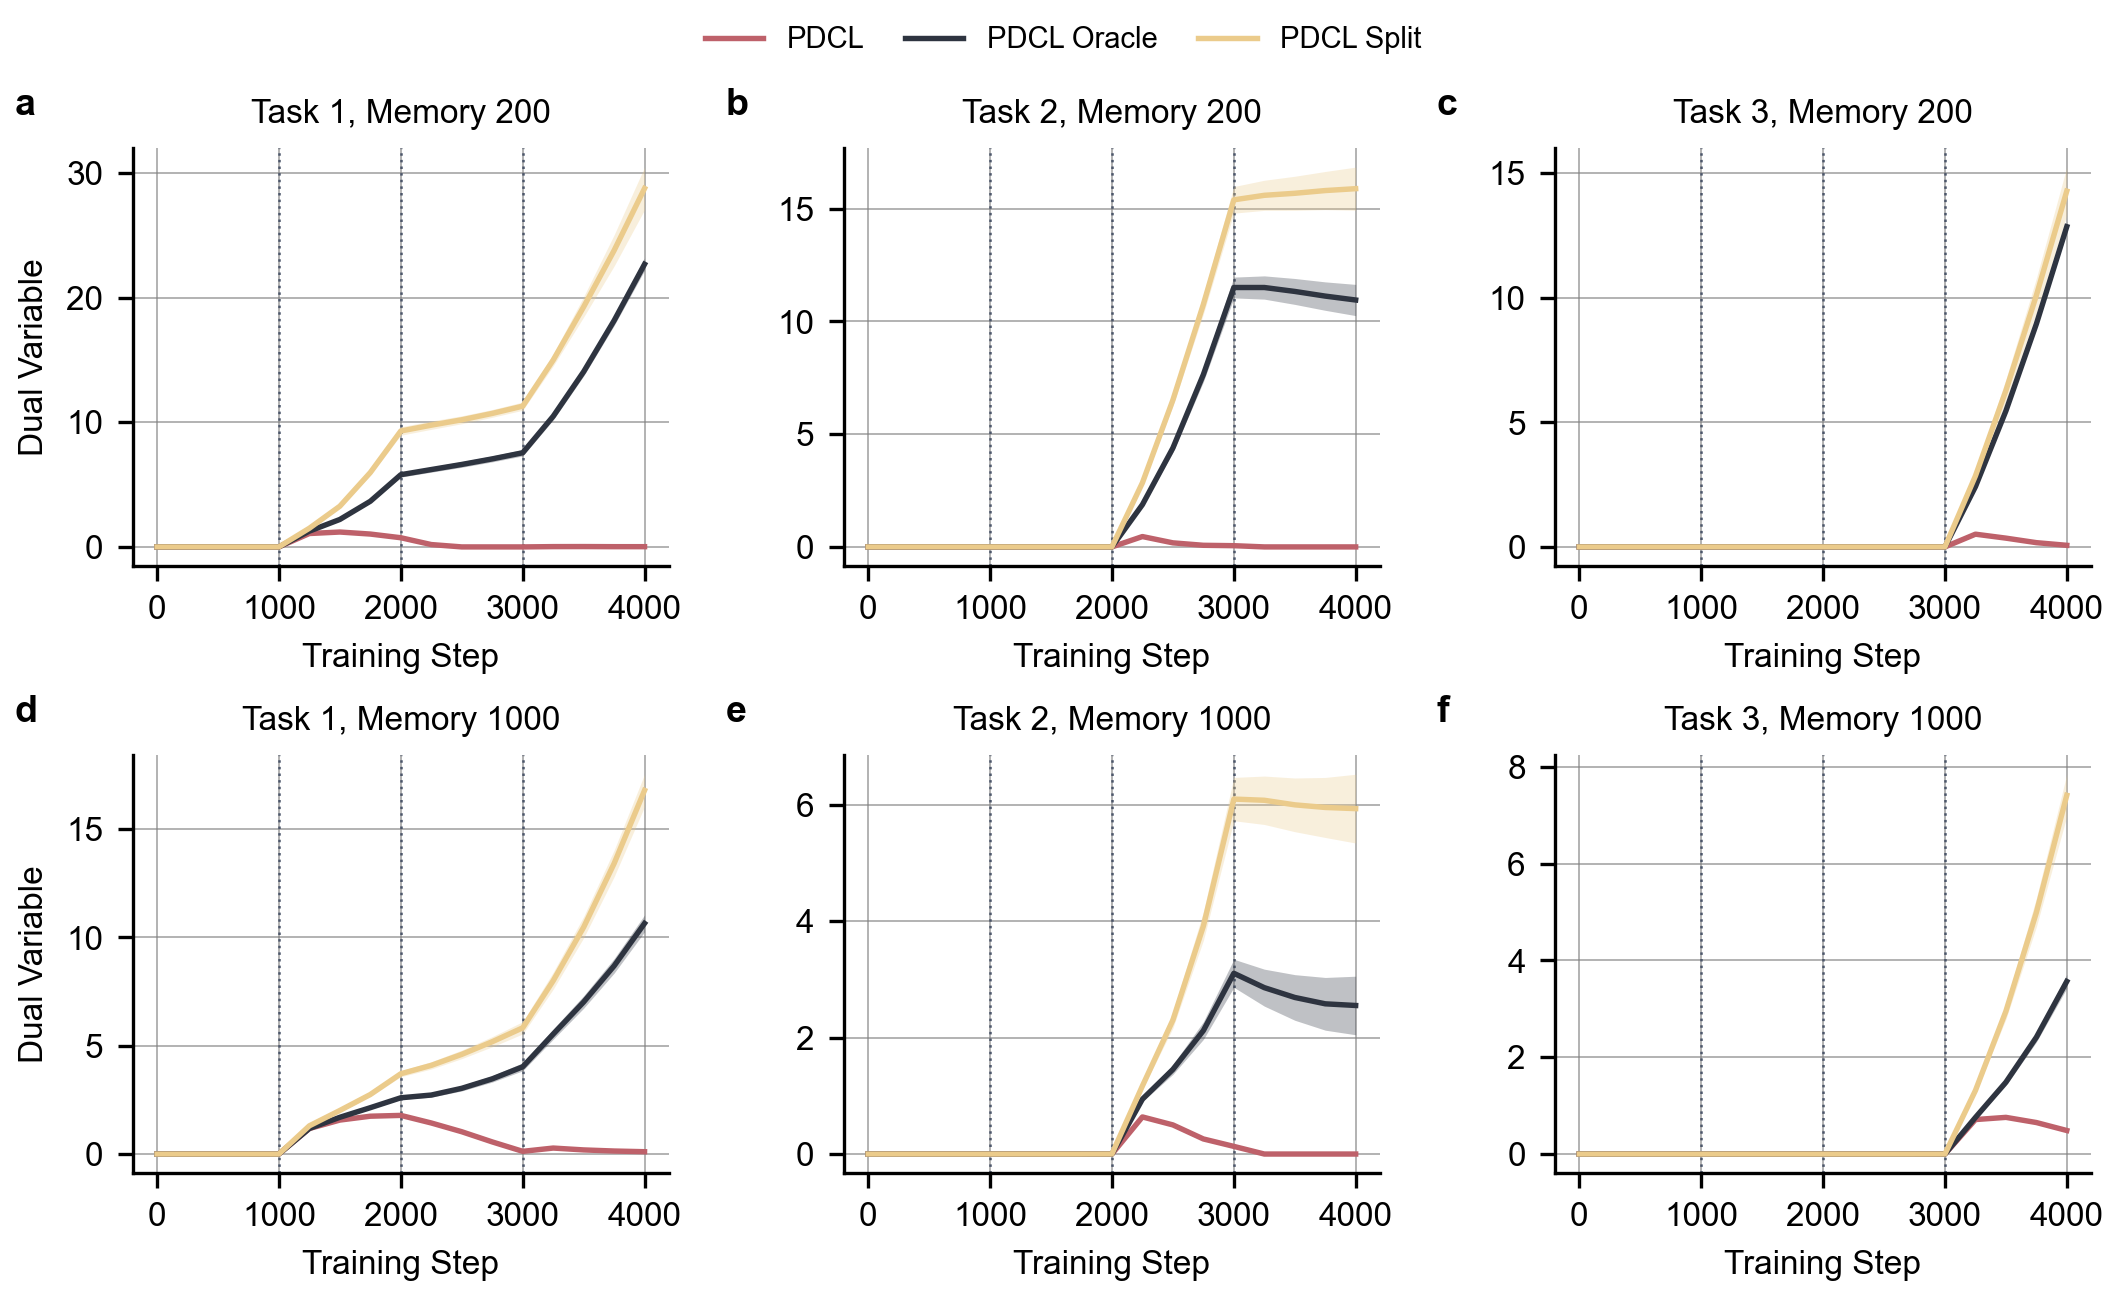 PDCL PDCL Oracle PDCL Split
a Task 1, Memory 200
30
20
10
0
Dual Variable
0 1000 2000 3000 4000
Training Step
b Task 2, Memory 200
15
10
5
0
0 1000 2000 3000 4000
Training Step
c Task 3, Memory 200
15
10
5
0
0 1000 2000 3000 4000
Training Step
d Task 1, Memory 1000
15
10
5
0
Dual Variable
0 1000 2000 3000 4000
Training Step
e Task 2, Memory 1000
6
4
2
0
0 1000 2000 3000 4000
Training Step
f Task 3, Memory 1000
8
6
4
2
0
0 1000 2000 3000 4000
Training Step